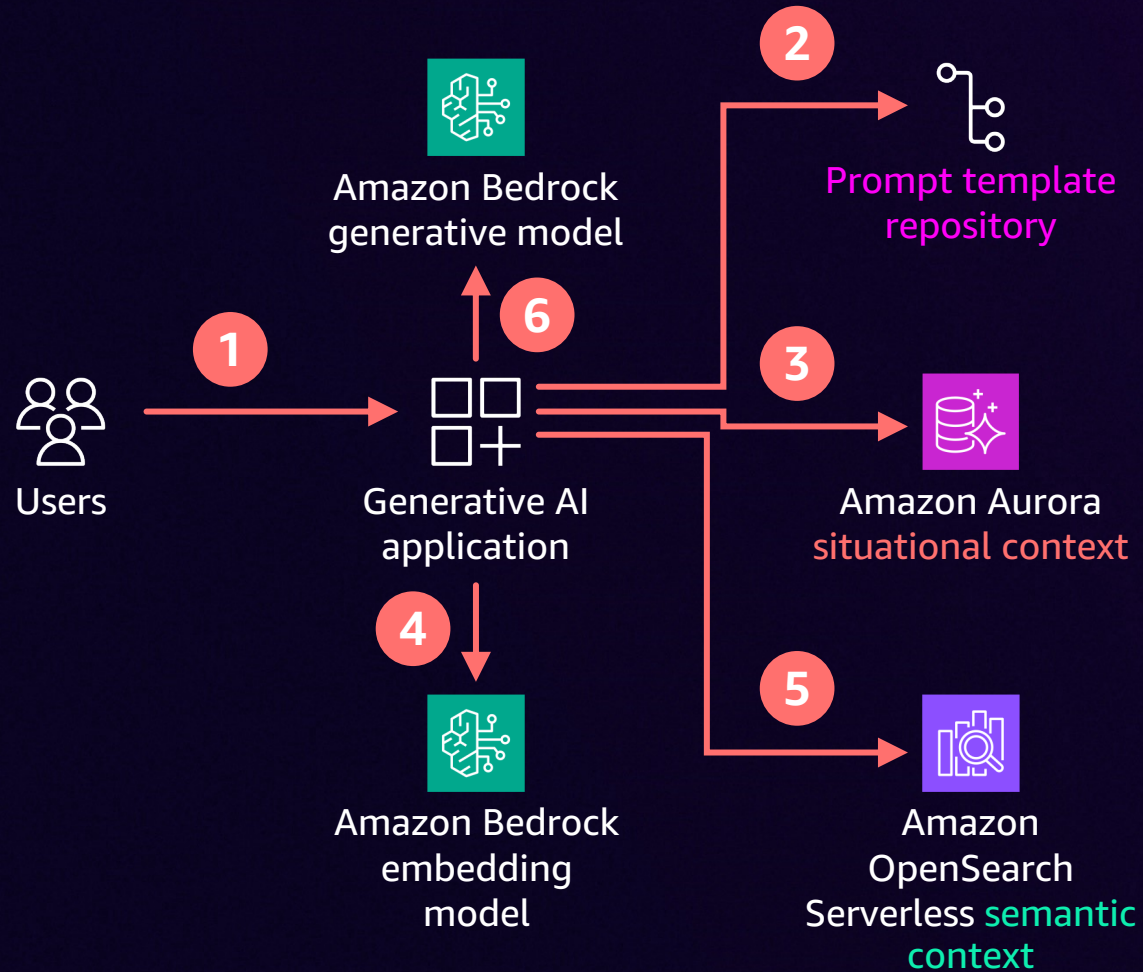 2
Amazon Bedrock
generative model
Prompt template
repository
1
6
3
Users
Generative AI
application
Amazon Aurora
situational context
4
5
Amazon Bedrock
embedding
model
Amazon
OpenSearch
Serverless semantic
context